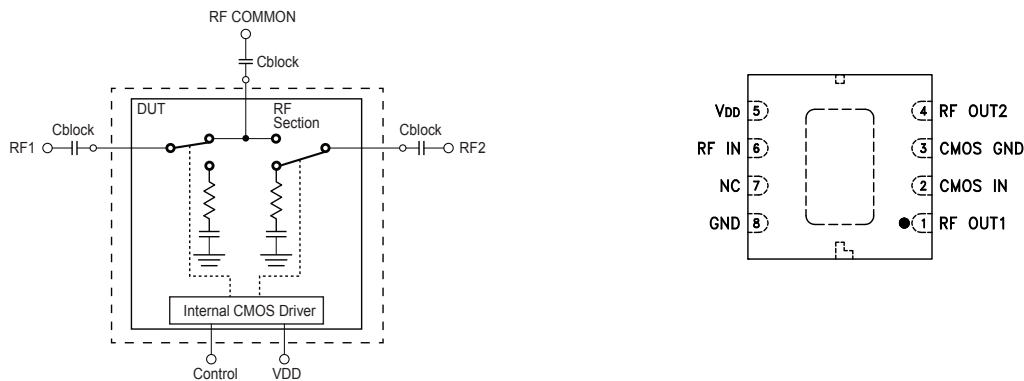 RF COMMON
Cblock
DUT
RF
Section
Cblock
Cblock
RF1
RF2
Internal CMOS Driver
Control
VDD
VDD 5
RF IN 6
NC 7
GND 8
4 RF OUT2
3 CMOS GND
2 CMOS IN
1 RF OUT1